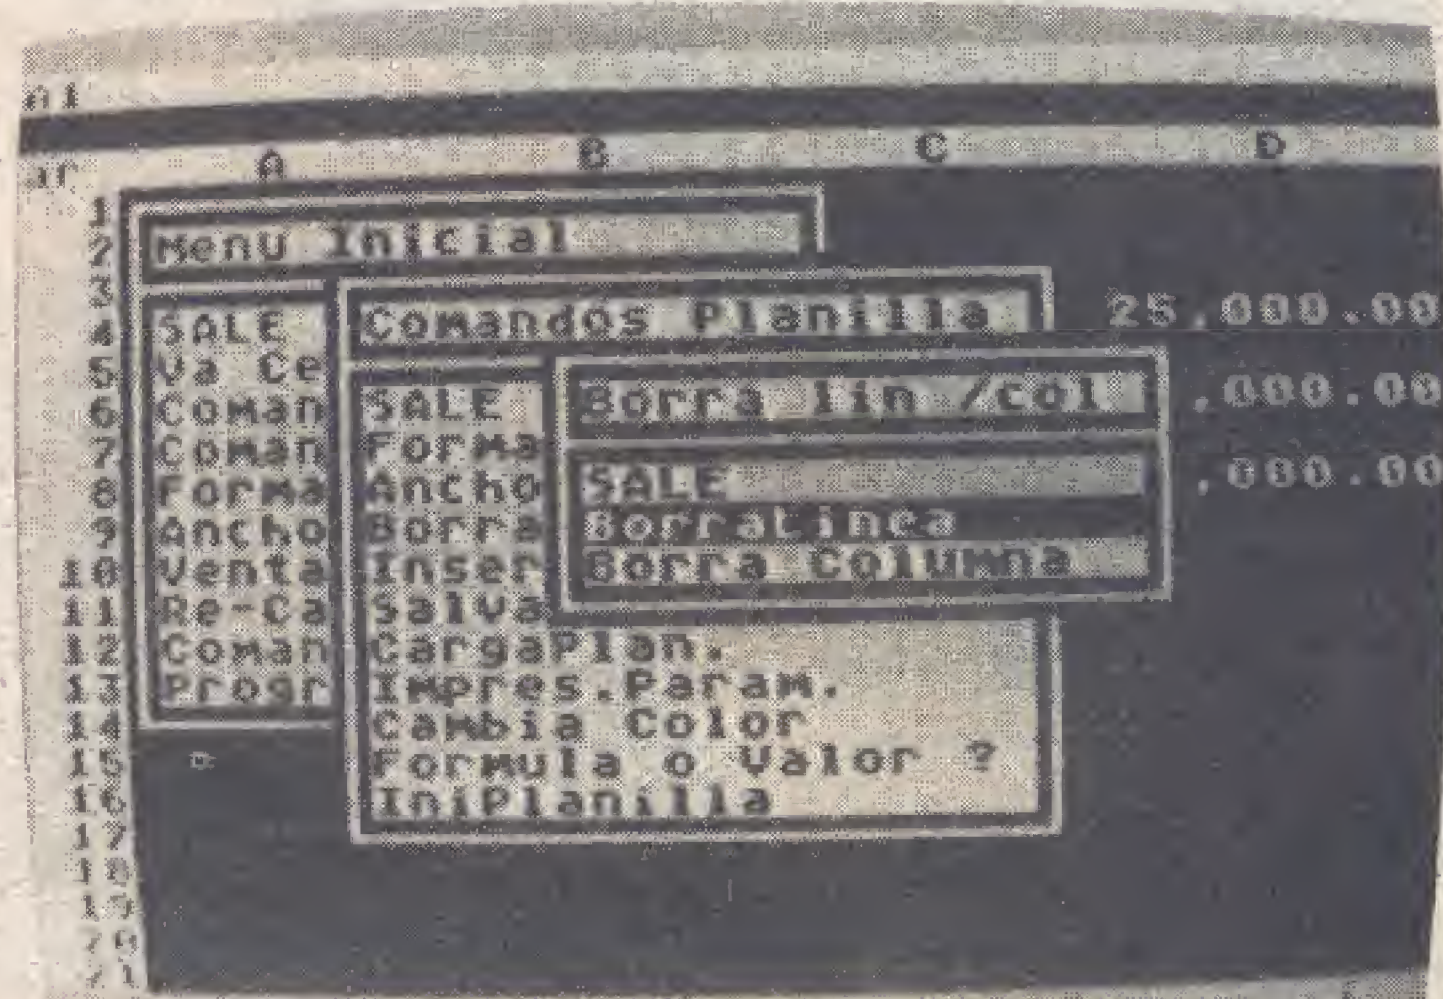 A1
A B C D
1
2
3
4
5
6
7
8
9
10
11
12
13
14
15
16
17
18
19
20
21
Menu Inicial
SALE
Va Ce
Coman
Coman
Forma
Ancho
Venta
Re-Ca
Coman
Progr
Comandos Planilla
SALE
Forma
Ancho
Borra
Inser
Salva
CargaPlan.
Impres.Param.
Cambia Color
Formula o Valor ?
IniPlanilla
Borra lin /col
SALE
BorraLinea
Borra Columna
25.000.00
.000.00
.000.00